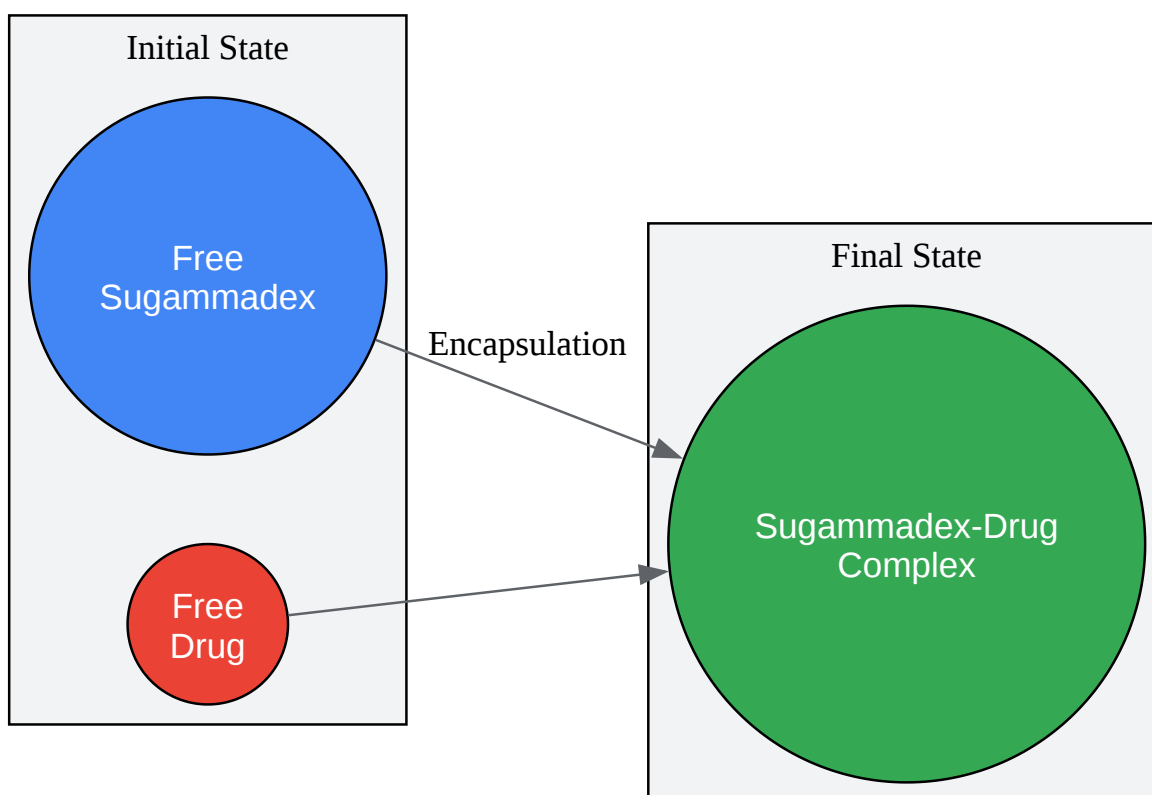 Initial State
Free
Sugammadex
Encapsulation
Free
Drug
Final State
Sugammadex-Drug
Complex